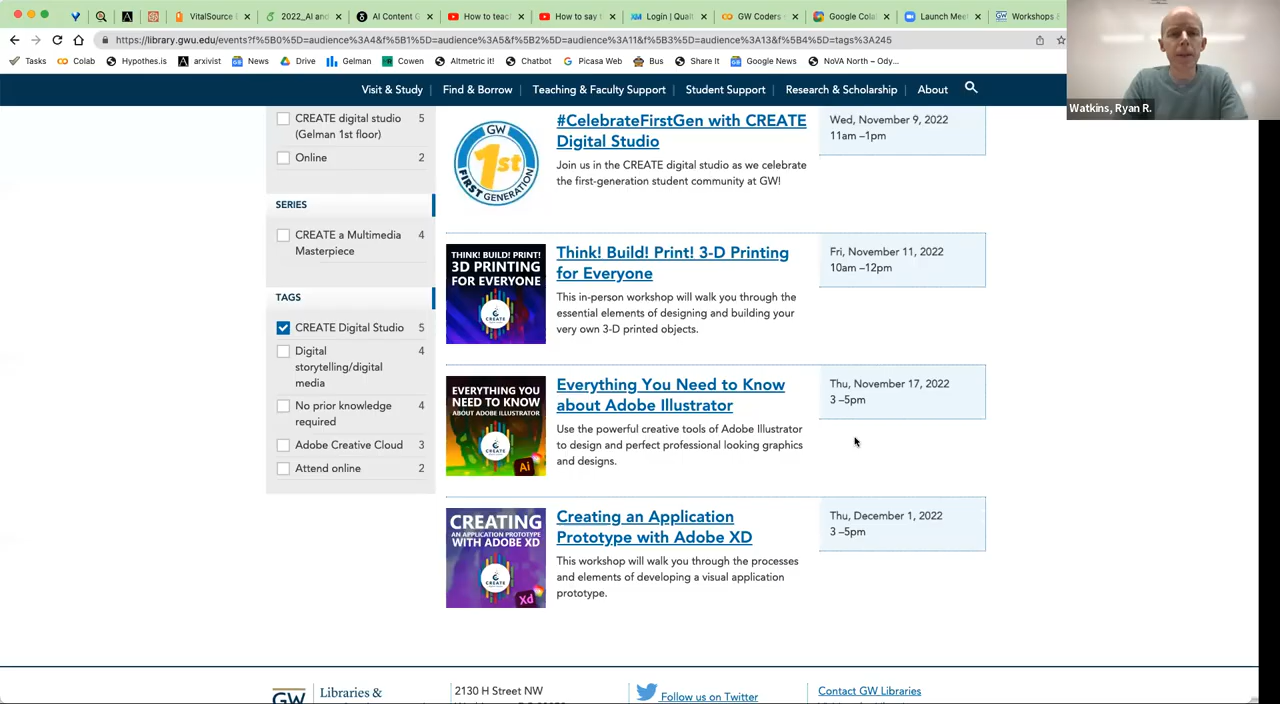 VitalSource E
2022_AI and
AI Content G
How to teac
How to say
Login | Qualt
GW Coders
Google Cola
Launch Meet
Workshops &
https://library.gwu.edu/events?f%5B0%5D=audience%3A4&f%5B1%5D=audience%3A5&f%5B2%5D=audience%3A11&f%5B3%5D=audience%3A13&f%5B4%5D=tags%3A245
Tasks
Colab
Hypothes.is
arxivist
News
Drive
Gelman
Cowen
Altmetric it!
Chatbot
Picasa Web
Bus
Share It
Google News
NoVA North – Ody...
Watkins, Ryan R.
Visit & Study | Find & Borrow | Teaching & Faculty Support | Student Support | Research & Scholarship | About
CREATE digital studio 5
(Gelman 1st floor)
Online 2
SERIES
CREATE a Multimedia 4
Masterpiece
TAGS
CREATE Digital Studio 5
Digital 4
storytelling/digital
media
No prior knowledge 4
required
Adobe Creative Cloud 3
Attend online 2
GW
1st
FIRST GENERATION
#CelebrateFirstGen with CREATE
Digital Studio
Join us in the CREATE digital studio as we celebrate
the first-generation student community at GW!
Wed, November 9, 2022
11am –1pm
THINK! BUILD! PRINT!
3D PRINTING
FOR EVERYONE
CREATE
Think! Build! Print! 3-D Printing
for Everyone
This in-person workshop will walk you through the
essential elements of designing and building your
very own 3-D printed objects.
Fri, November 11, 2022
10am –12pm
EVERYTHING YOU
NEED TO KNOW
ABOUT ADOBE ILLUSTRATOR
CREATE
Ai
Everything You Need to Know
about Adobe Illustrator
Use the powerful creative tools of Adobe Illustrator
to design and perfect professional looking graphics
and designs.
Thu, November 17, 2022
3 –5pm
CREATING
AN APPLICATION
PROTOTYPE
WITH ADOBE XD
CREATE
Xd
Creating an Application
Prototype with Adobe XD
This workshop will walk you through the processes
and elements of developing a visual application
prototype.
Thu, December 1, 2022
3 –5pm
GW
Libraries &
2130 H Street NW
Follow us on Twitter
Contact GW Libraries